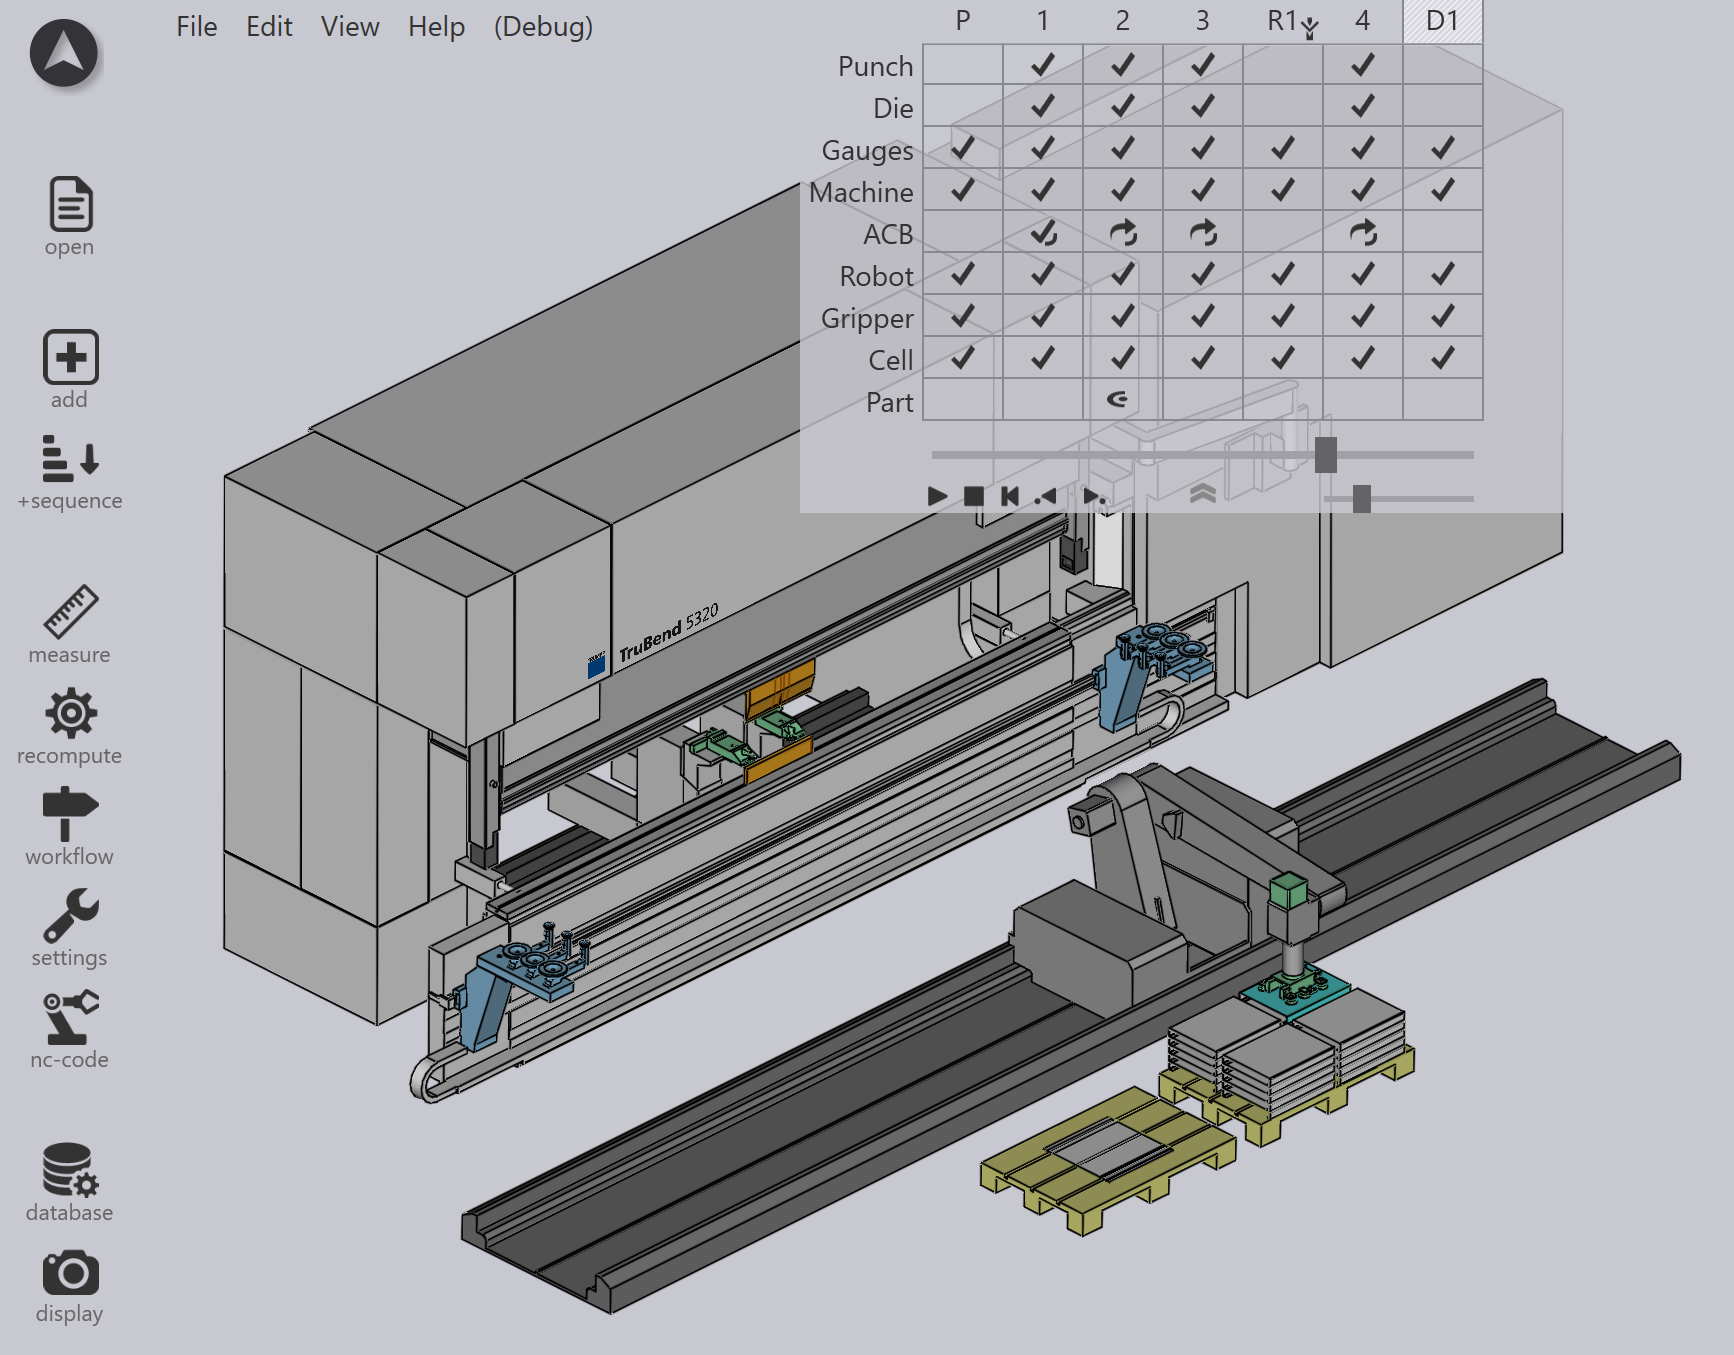 File Edit View Help (Debug)
P 1 2 3 R1 4 D1
Punch
Die
Gauges
Machine
ACB
Robot
Gripper
Cell
Part
open
add
+sequence
measure
recompute
workflow
settings
nc-code
database
display
TruBend 5320